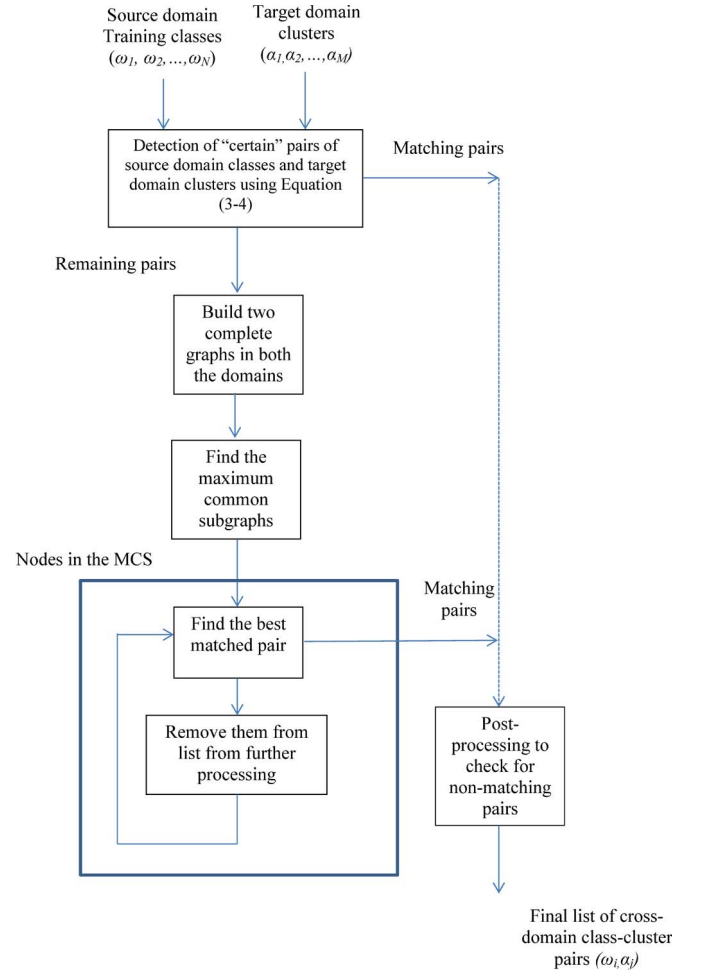 Source domain
Training classes
(ω1, ω2,...,ωN)
Target domain
clusters
(α1,α2,...,αM)
Detection of “certain” pairs of
source domain classes and target
domain clusters using Equation
(3-4)
Matching pairs
Remaining pairs
Build two
complete
graphs in both
the domains
Find the
maximum
common
subgraphs
Nodes in the MCS
Find the best
matched pair
Matching
pairs
Remove them from
list from further
processing
Post-
processing to
check for
non-matching
pairs
Final list of cross-
domain class-cluster
pairs (ωi,αj)